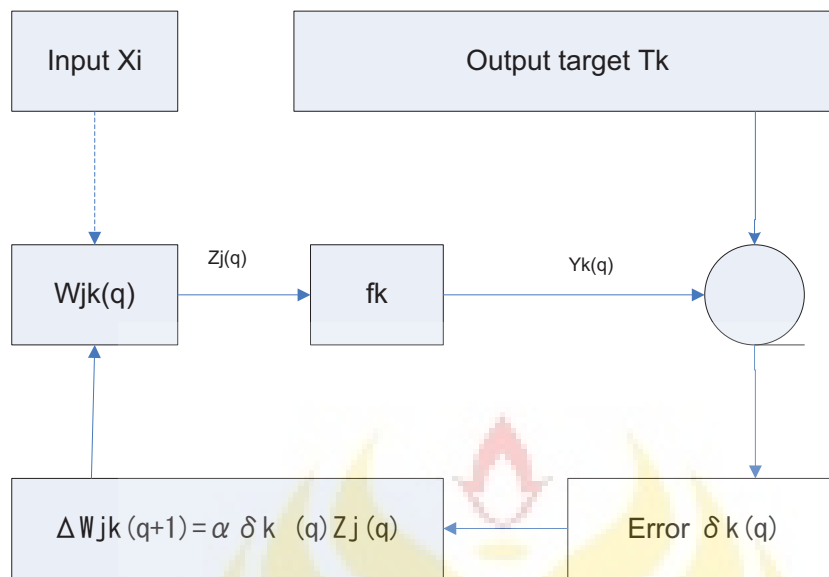 Input Xi
Output target Tk
Zj(q)
Yk(q)
Wjk(q)
fk
ΔWjk(q+1)=α δk (q)Zj(q)
Error δk(q)